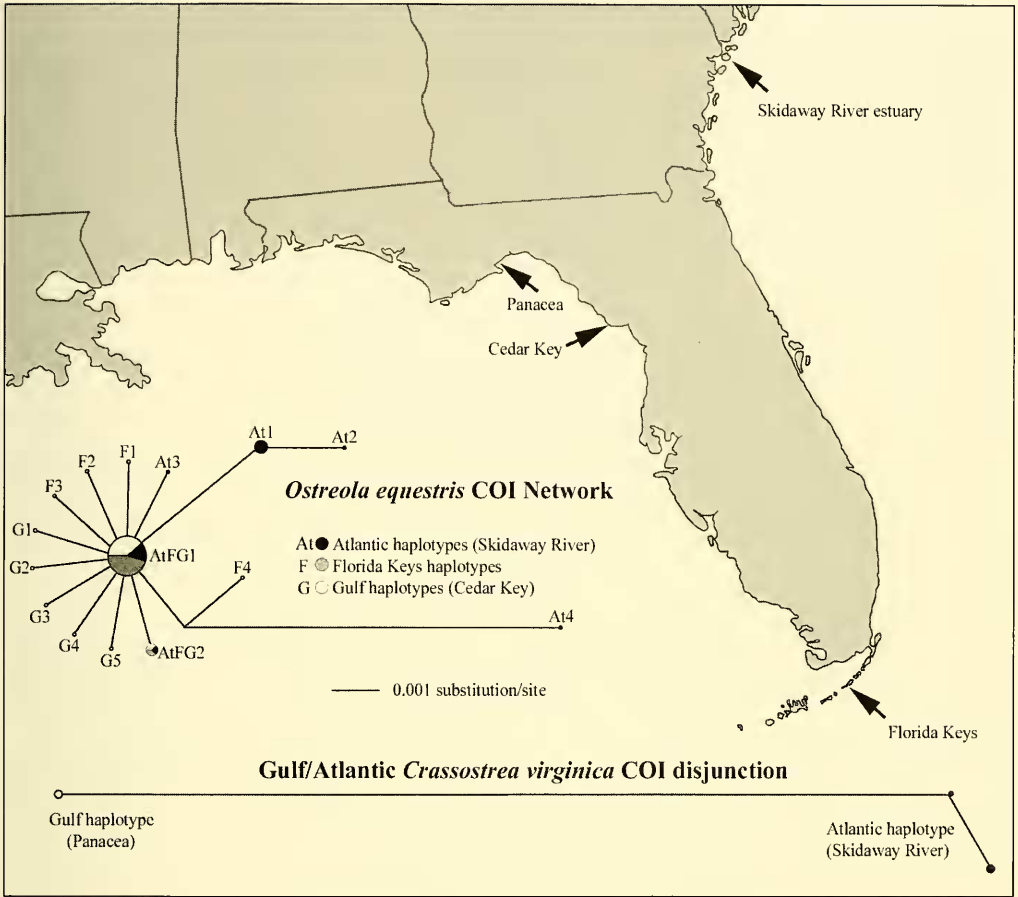 Skidaway River estuary
Panacea
Cedar Key
At1
At2
F1
F2
At3
F3
Ostreola equestris COI Network
G1
At Atlantic haplotypes (Skidaway River)
AtFG1
F Florida Keys haplotypes
G2
F4
G Gulf haplotypes (Cedar Key)
G3
At4
G4
G5
AtFG2
0.001 substitution/site
Florida Keys
Gulf/Atlantic Crassostrea virginica COI disjunction
Gulf haplotype
(Panacea)
Atlantic haplotype
(Skidaway River)